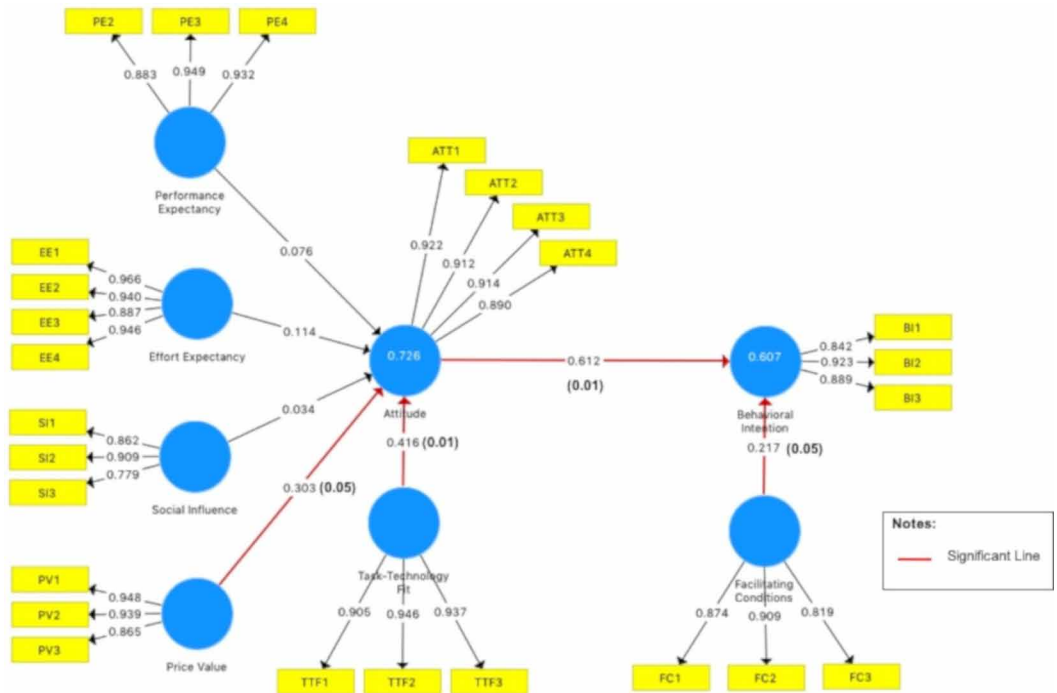 PE2 PE3 PE4
0.883 0.949 0.932
Performance
Expectancy
0.076
ATT1
ATT2
ATT3
ATT4
0.922
0.912
0.914
0.890
EE1
EE2
EE3
EE4
0.966
0.940
0.887
0.946
Effort Expectancy
0.114
0.726
Attitude
0.612
(0.01)
0.607
Behavioral
Intention
0.842
0.923
0.889
BI1
BI2
BI3
0.034
SI1
SI2
SI3
0.862
0.909
0.779
Social Influence
0.416 (0.01)
0.217 (0.05)
0.303 (0.05)
Notes:
Significant Line
PV1
PV2
PV3
0.948
0.939
0.865
Price Value
Task-Technology
Fit
0.905 0.946 0.937
TTF1 TTF2 TTF3
Facilitating
Conditions
0.874 0.909 0.819
FC1 FC2 FC3